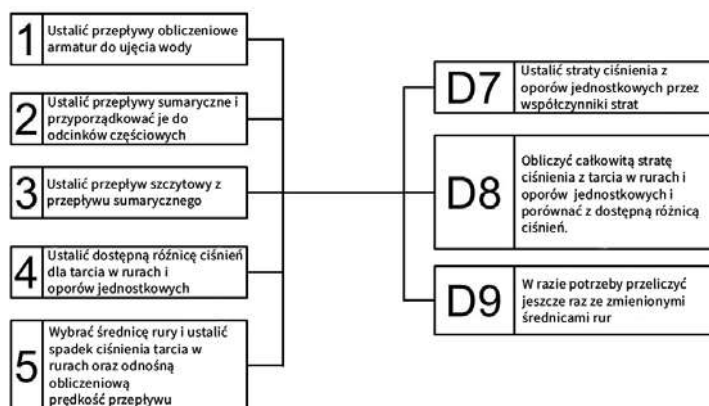 1
Ustalić przepływy obliczeniowe
armatur do ujęcia wody
2
Ustalić przepływy sumaryczne i
przyporządkować je do
odcinków częściowych
3
Ustalić przepływ szczytowy z
przepływu sumarycznego
4
Ustalić dostępną różnicę ciśnień
dla tarcia w rurach i
oporów jednostkowych
5
Wybrać średnicę rury i ustalić
spadek ciśnienia tarcia w
rurach oraz odnośną
obliczeniową
prędkość przepływu
D7
Ustalić straty ciśnienia z
oporów jednostkowych przez
współczynniki strat
D8
Obliczyć całkowitą stratę
ciśnienia z tarcia w rurach i
oporów jednostkowych i
porównać z dostępną różnicą
ciśnień.
D9
W razie potrzeby przeliczyć
jeszcze raz ze zmienionymi
średnicami rur